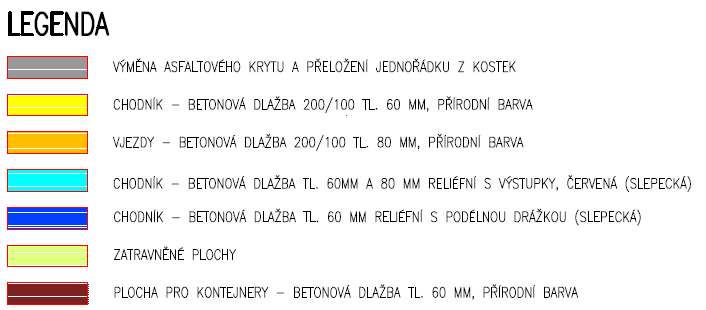 LEGENDA
VÝMĚNA ASFALTOVÉHO KRYTU A PŘELOŽENÍ JEDNOŘÁDKU Z KOSTEK
CHODNÍK – BETONOVÁ DLAŽBA 200/100 TL. 60 MM, PŘÍRODNÍ BARVA
VJEZDY – BETONOVÁ DLAŽBA 200/100 TL. 80 MM, PŘÍRODNÍ BARVA
CHODNÍK – BETONOVÁ DLAŽBA TL. 60MM A 80 MM RELIÉFNÍ S VÝSTUPKY, ČERVENÁ (SLEPECKÁ)
CHODNÍK – BETONOVÁ DLAŽBA TL. 60 MM RELIÉFNÍ S PODÉLNOU DRÁŽKOU (SLEPECKÁ)
ZATRAVNĚNÉ PLOCHY
PLOCHA PRO KONTEJNERY – BETONOVÁ DLAŽBA TL. 60 MM, PŘÍRODNÍ BARVA